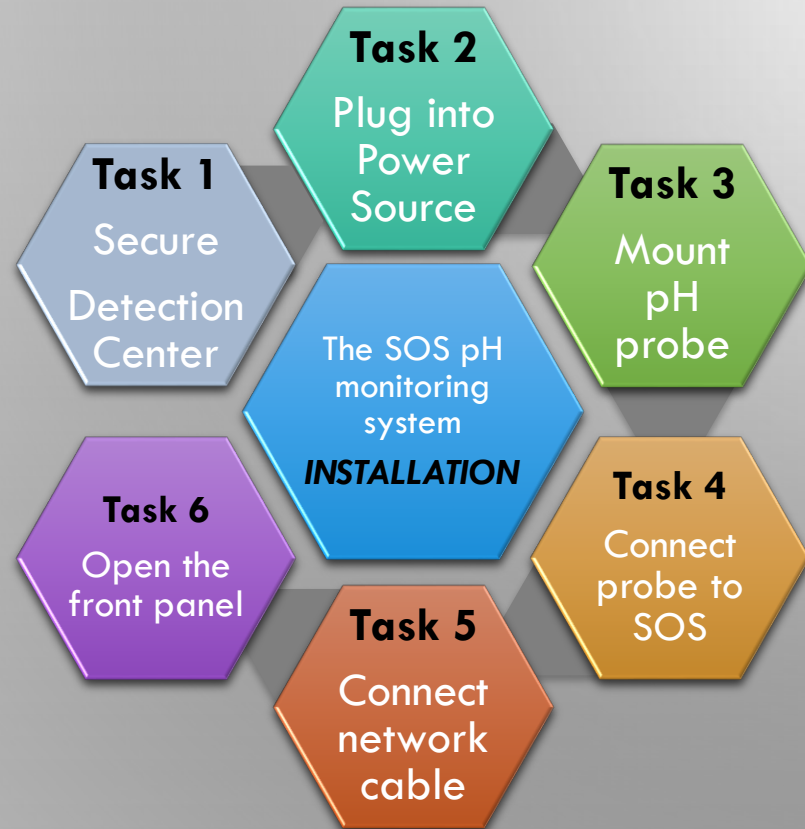 Task 1
Secure
Detection
Center
Task 2
Plug into
Power
Source
Task 3
Mount
pH
probe
The SOS pH
monitoring
system
INSTALLATION
Task 4
Connect
probe to
SOS
Task 5
Connect
network
cable
Task 6
Open the
front panel